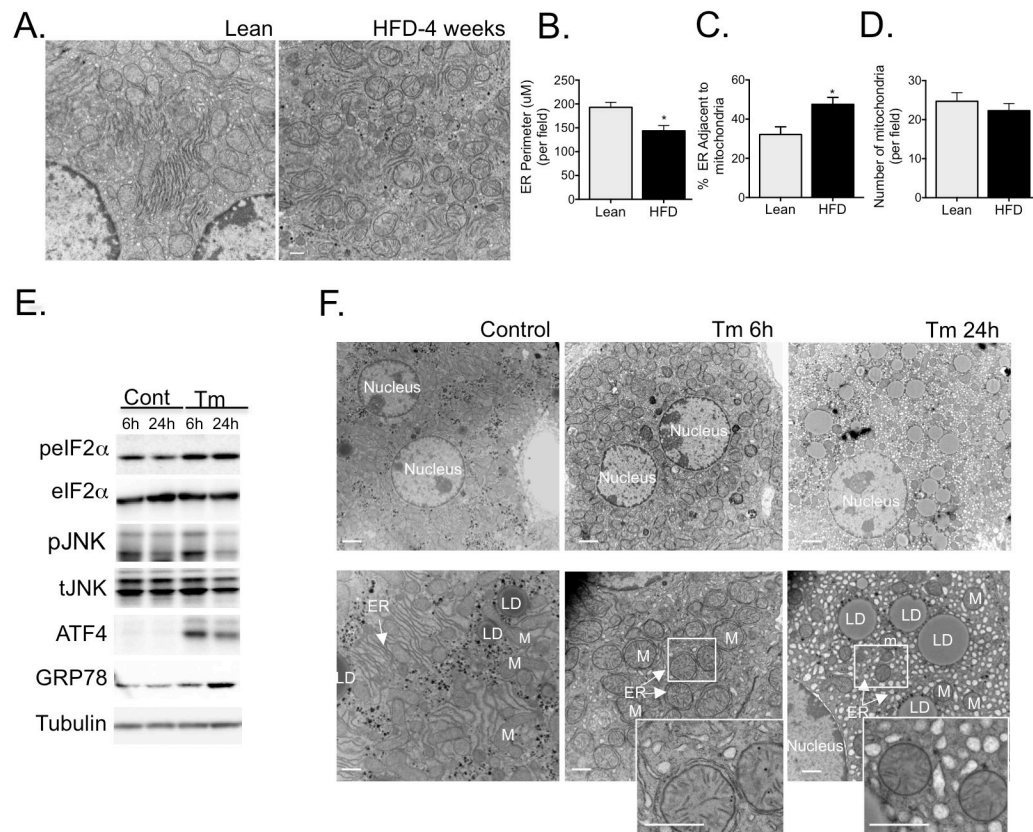 A.
Lean
HFD-4 weeks
B.
ER Perimeter (uM)
(per field)
250
200
150
100
50
0
*
Lean
HFD
C.
% ER Adjacent to
mitochondria
60
40
20
0
*
Lean
HFD
D.
Number of mitochondria
(per field)
40
30
20
10
0
Lean
HFD
E.
Cont
Tm
6h 24h 6h 24h
peIF2α
eIF2α
pJNK
tJNK
ATF4
GRP78
Tubulin
F.
Control
Tm 6h
Tm 24h
Nucleus
Nucleus
Nucleus
Nucleus
Nucleus
ER
LD
LD
M
M
LD
M
M
M
ER
M
LD
LD
M
LD
m
M
ER
LD
M
Nucleus